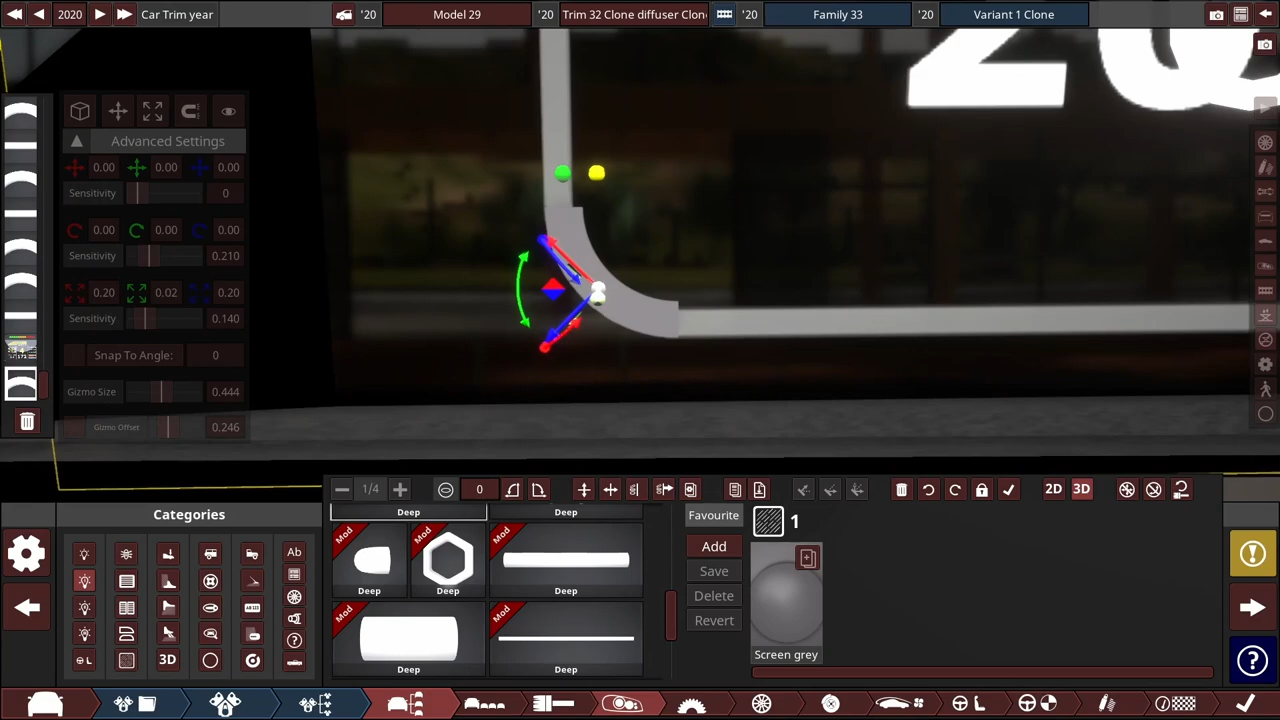 2020 Car Trim year '20 Model 29 '20 Trim 32 Clone diffuser Clon '20 Family 33 '20 Variant 1 Clone
2Q
Advanced Settings
0.00 0.00 0.00
Sensitivity 0
0.00 0.00 0.00
Sensitivity 0.210
0.20 0.02 0.20
Sensitivity 0.140
Snap To Angle: 0
Gizmo Size 0.444
Gizmo Offset 0.246
1/4 0 2D 3D
Categories
Ab
3D
L
Deep Deep
Mod Mod Mod
Deep Deep Deep
Mod Mod
Deep Deep
Favourite
Add
Save
Delete
Revert
1
Screen grey